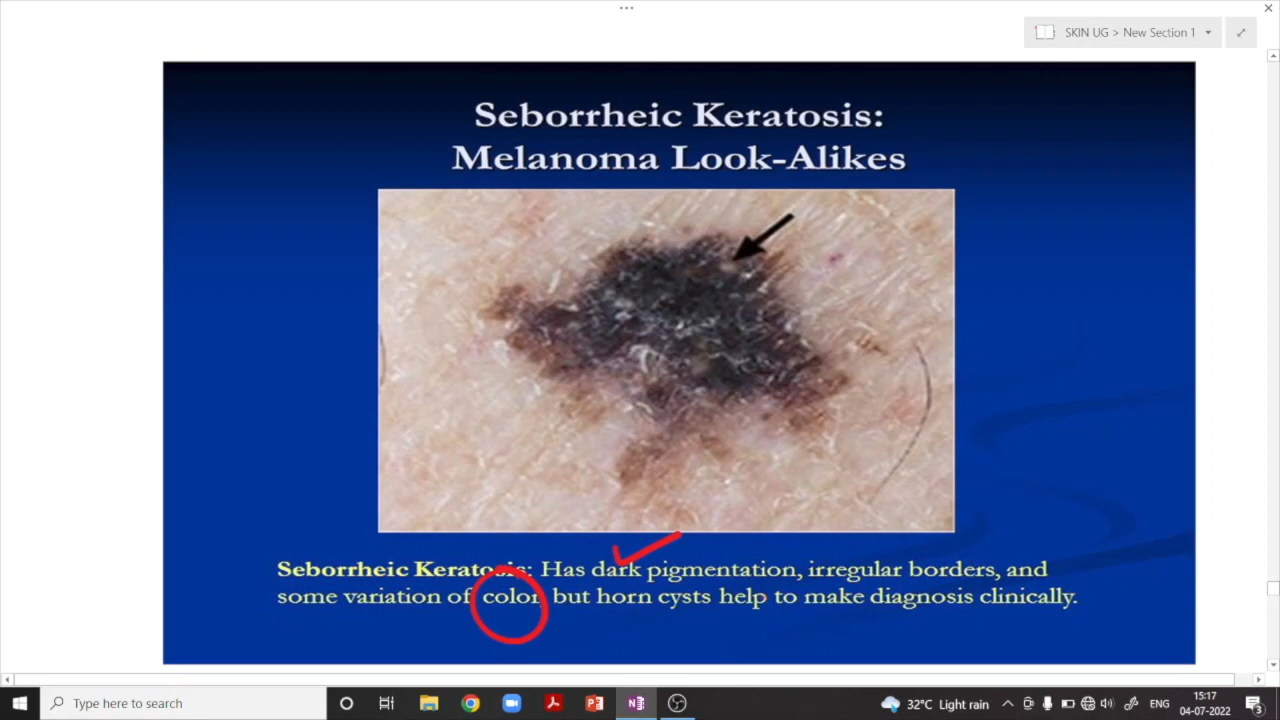 SKIN UG > New Section 1
Seborrheic Keratosis:
Melanoma Look-Alikes
Seborrheic Keratosis: Has dark pigmentation, irregular borders, and
some variation of color, but horn cysts help to make diagnosis clinically.
Type here to search
32°C Light rain
ENG
15:17
04-07-2022
3